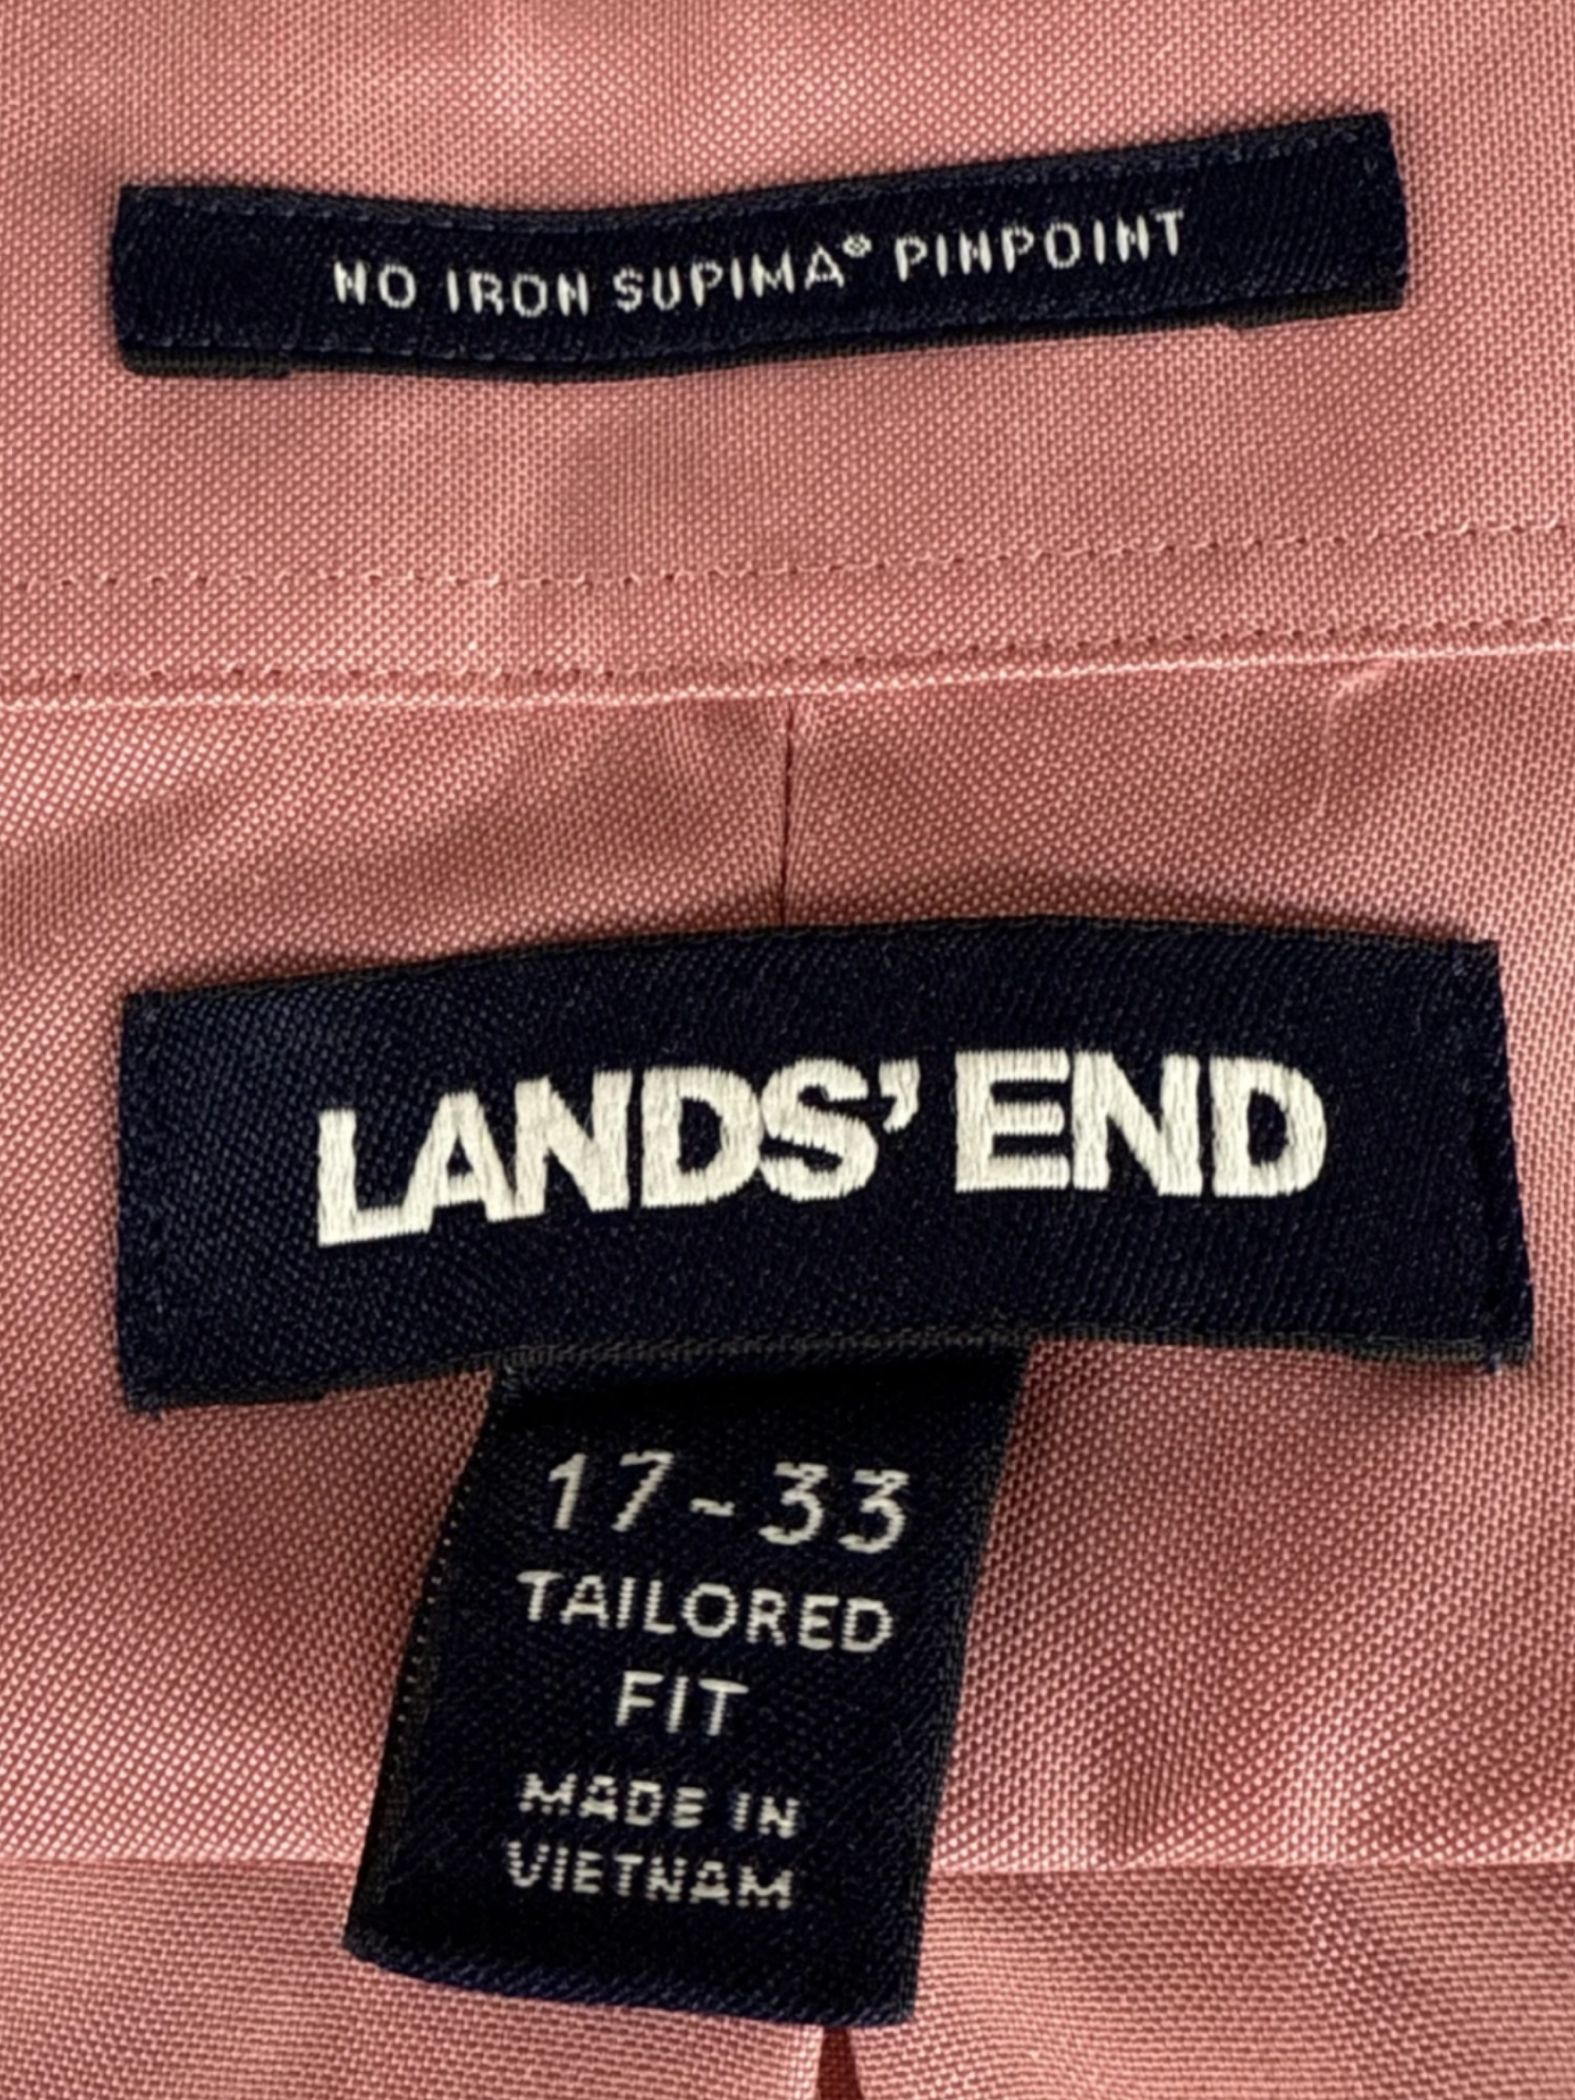 NO IRON SUPIMA® PINPOINT
LANDS' END
17-33
TAILORED
FIT
MADE IN
VIETNAM